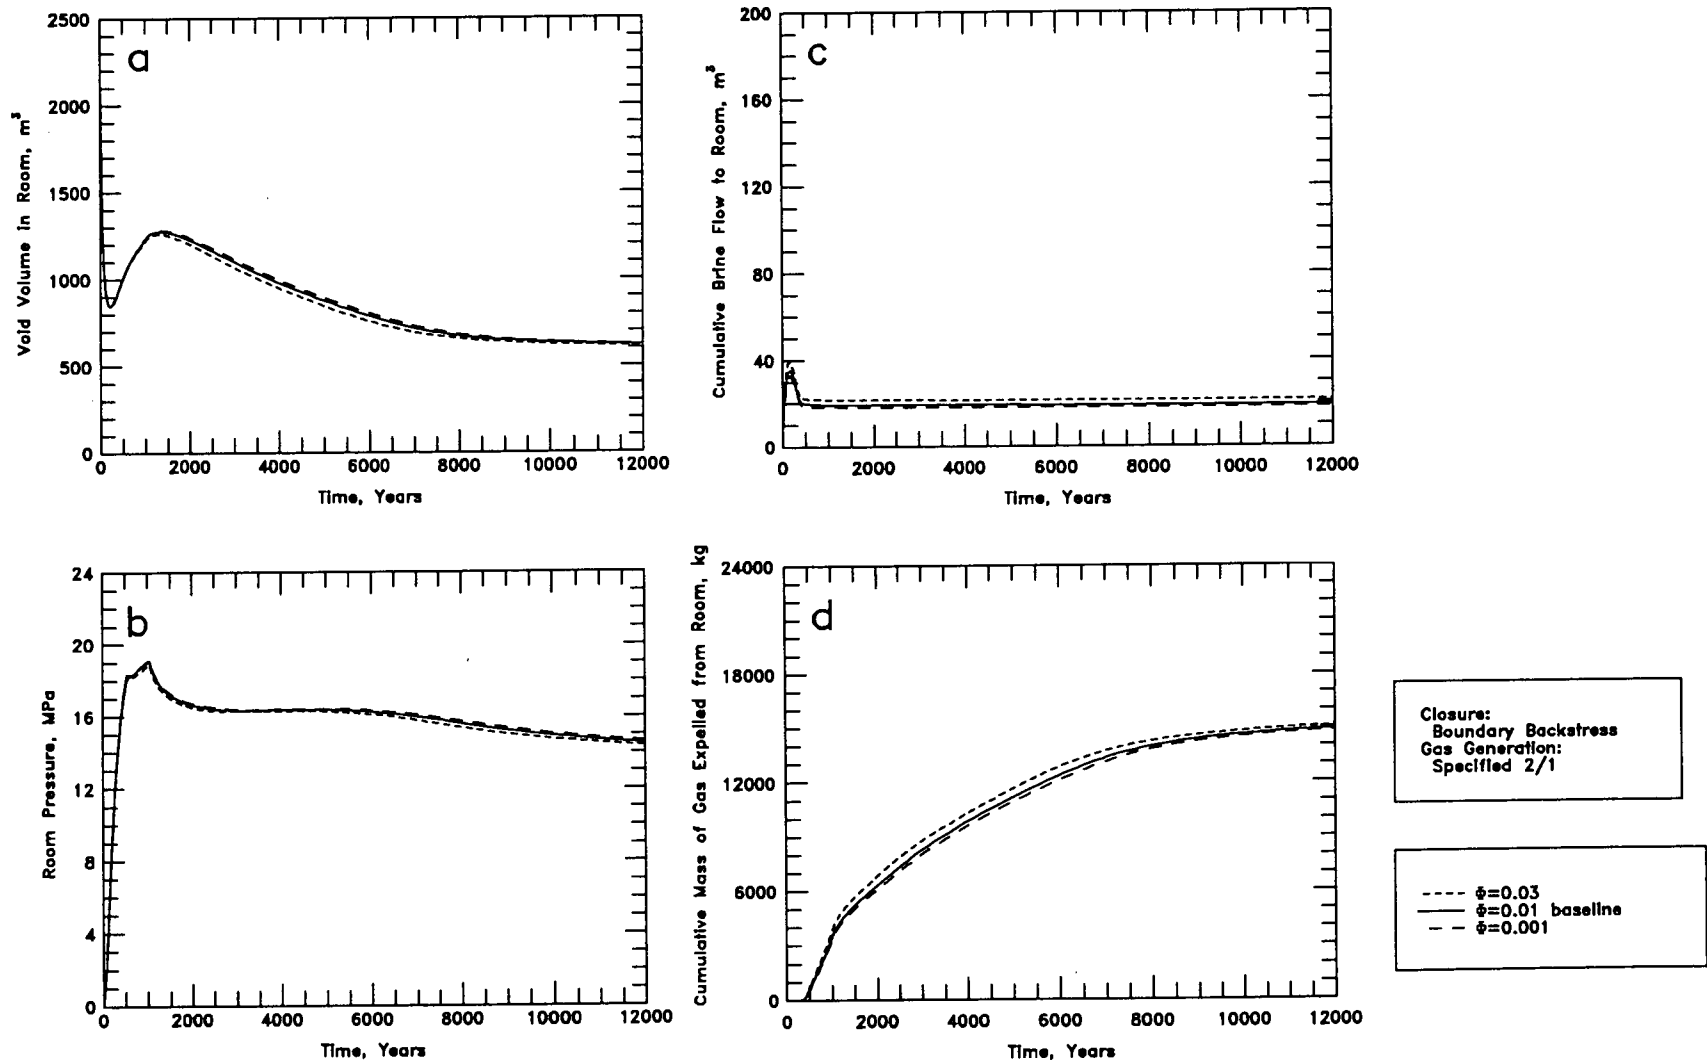 a
Void Volume in Room, m³
2500
2000
1500
1000
500
0
0 2000 4000 6000 8000 10000 12000
Time, Years
c
Cumulative Brine Flow to Room, m³
200
160
120
80
40
0
0 2000 4000 6000 8000 10000 12000
Time, Years
b
Room Pressure, MPa
24
20
16
12
8
4
0
0 2000 4000 6000 8000 10000 12000
Time, Years
d
Cumulative Mass of Gas Expelled from Room, kg
24000
18000
12000
6000
0
0 2000 4000 6000 8000 10000 12000
Time, Years
Closure:
Boundary Backstress
Gas Generation:
Specified 2/1
Φ=0.03
Φ=0.01 baseline
Φ=0.001